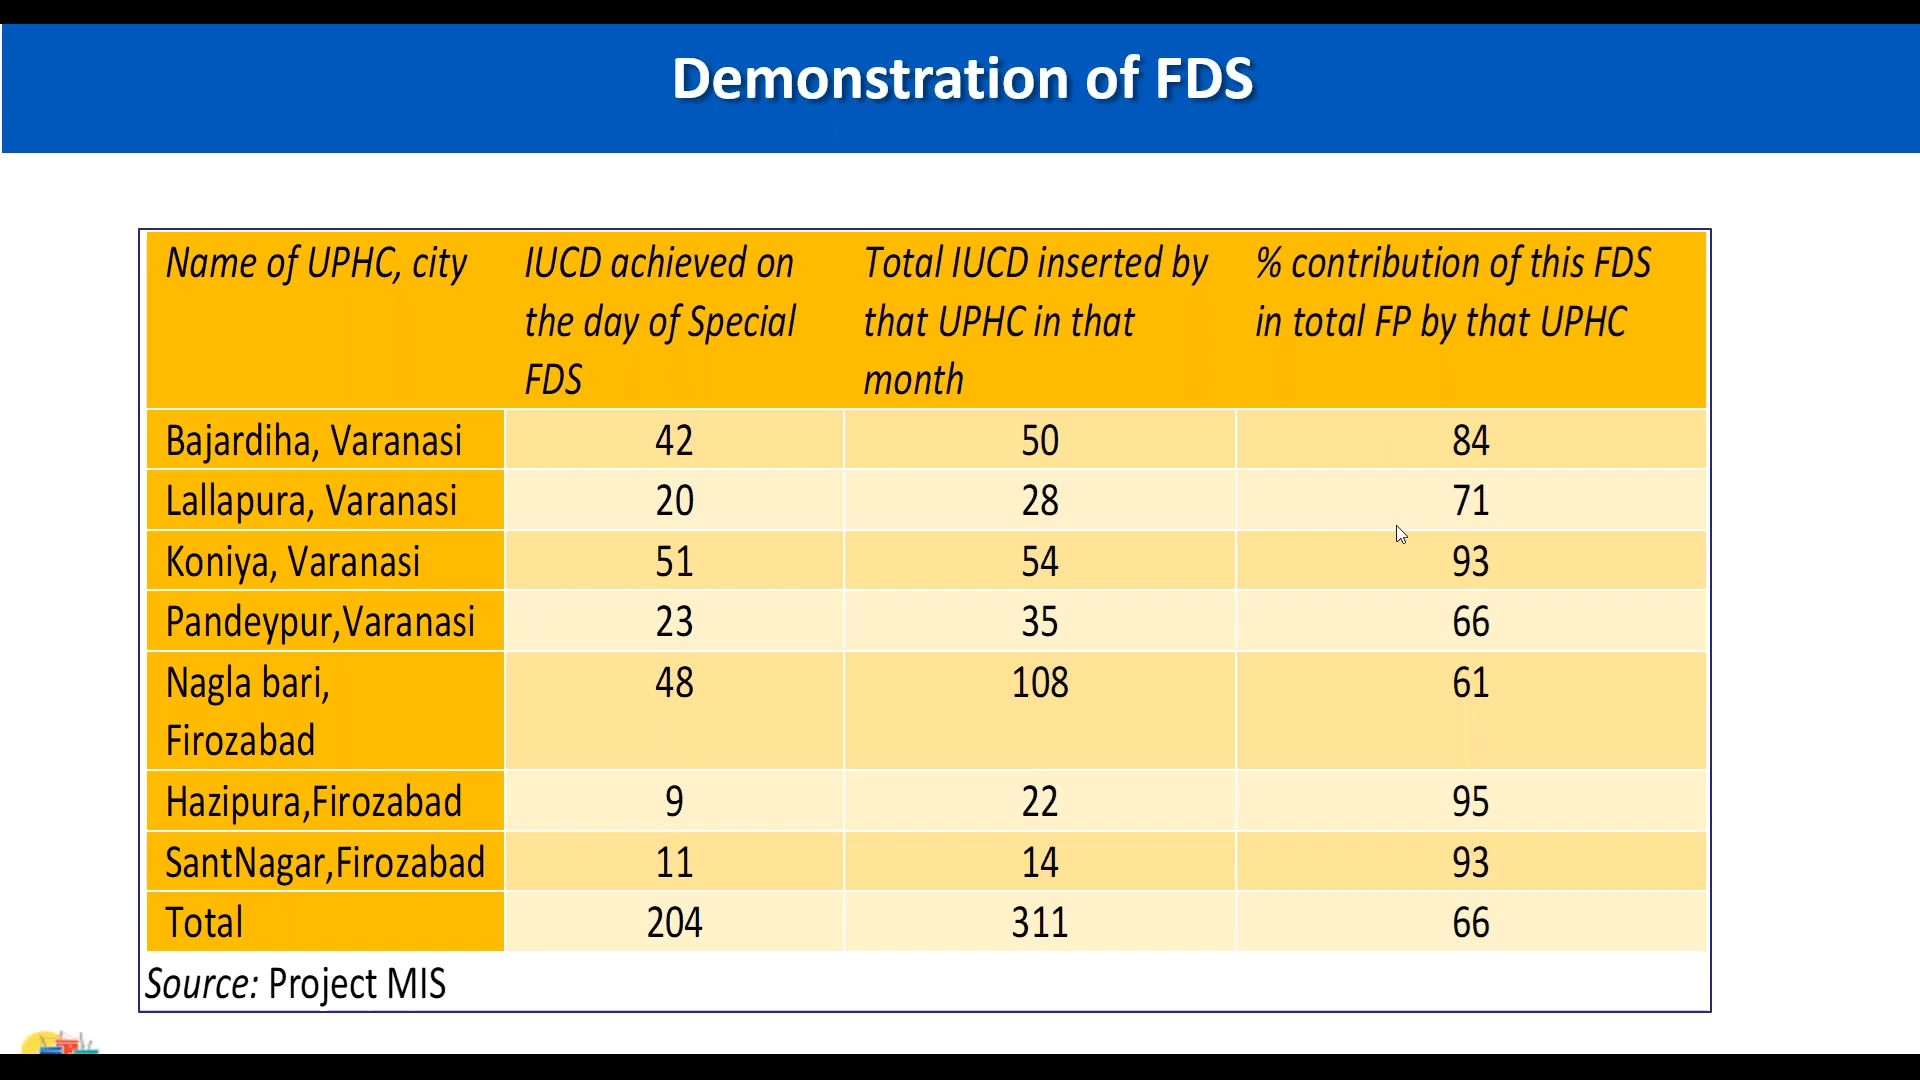 Demonstration of FDS
Name of UPHC, city IUCD achieved on the day of Special FDS Total IUCD inserted by that UPHC in that month % contribution of this FDS in total FP by that UPHC
Bajardiha, Varanasi 42 50 84
Lallapura, Varanasi 20 28 71
Koniya, Varanasi 51 54 93
Pandeypur,Varanasi 23 35 66
Nagla bari, Firozabad 48 108 61
Hazipura,Firozabad 9 22 95
SantNagar,Firozabad 11 14 93
Total 204 311 66
Source: Project MIS